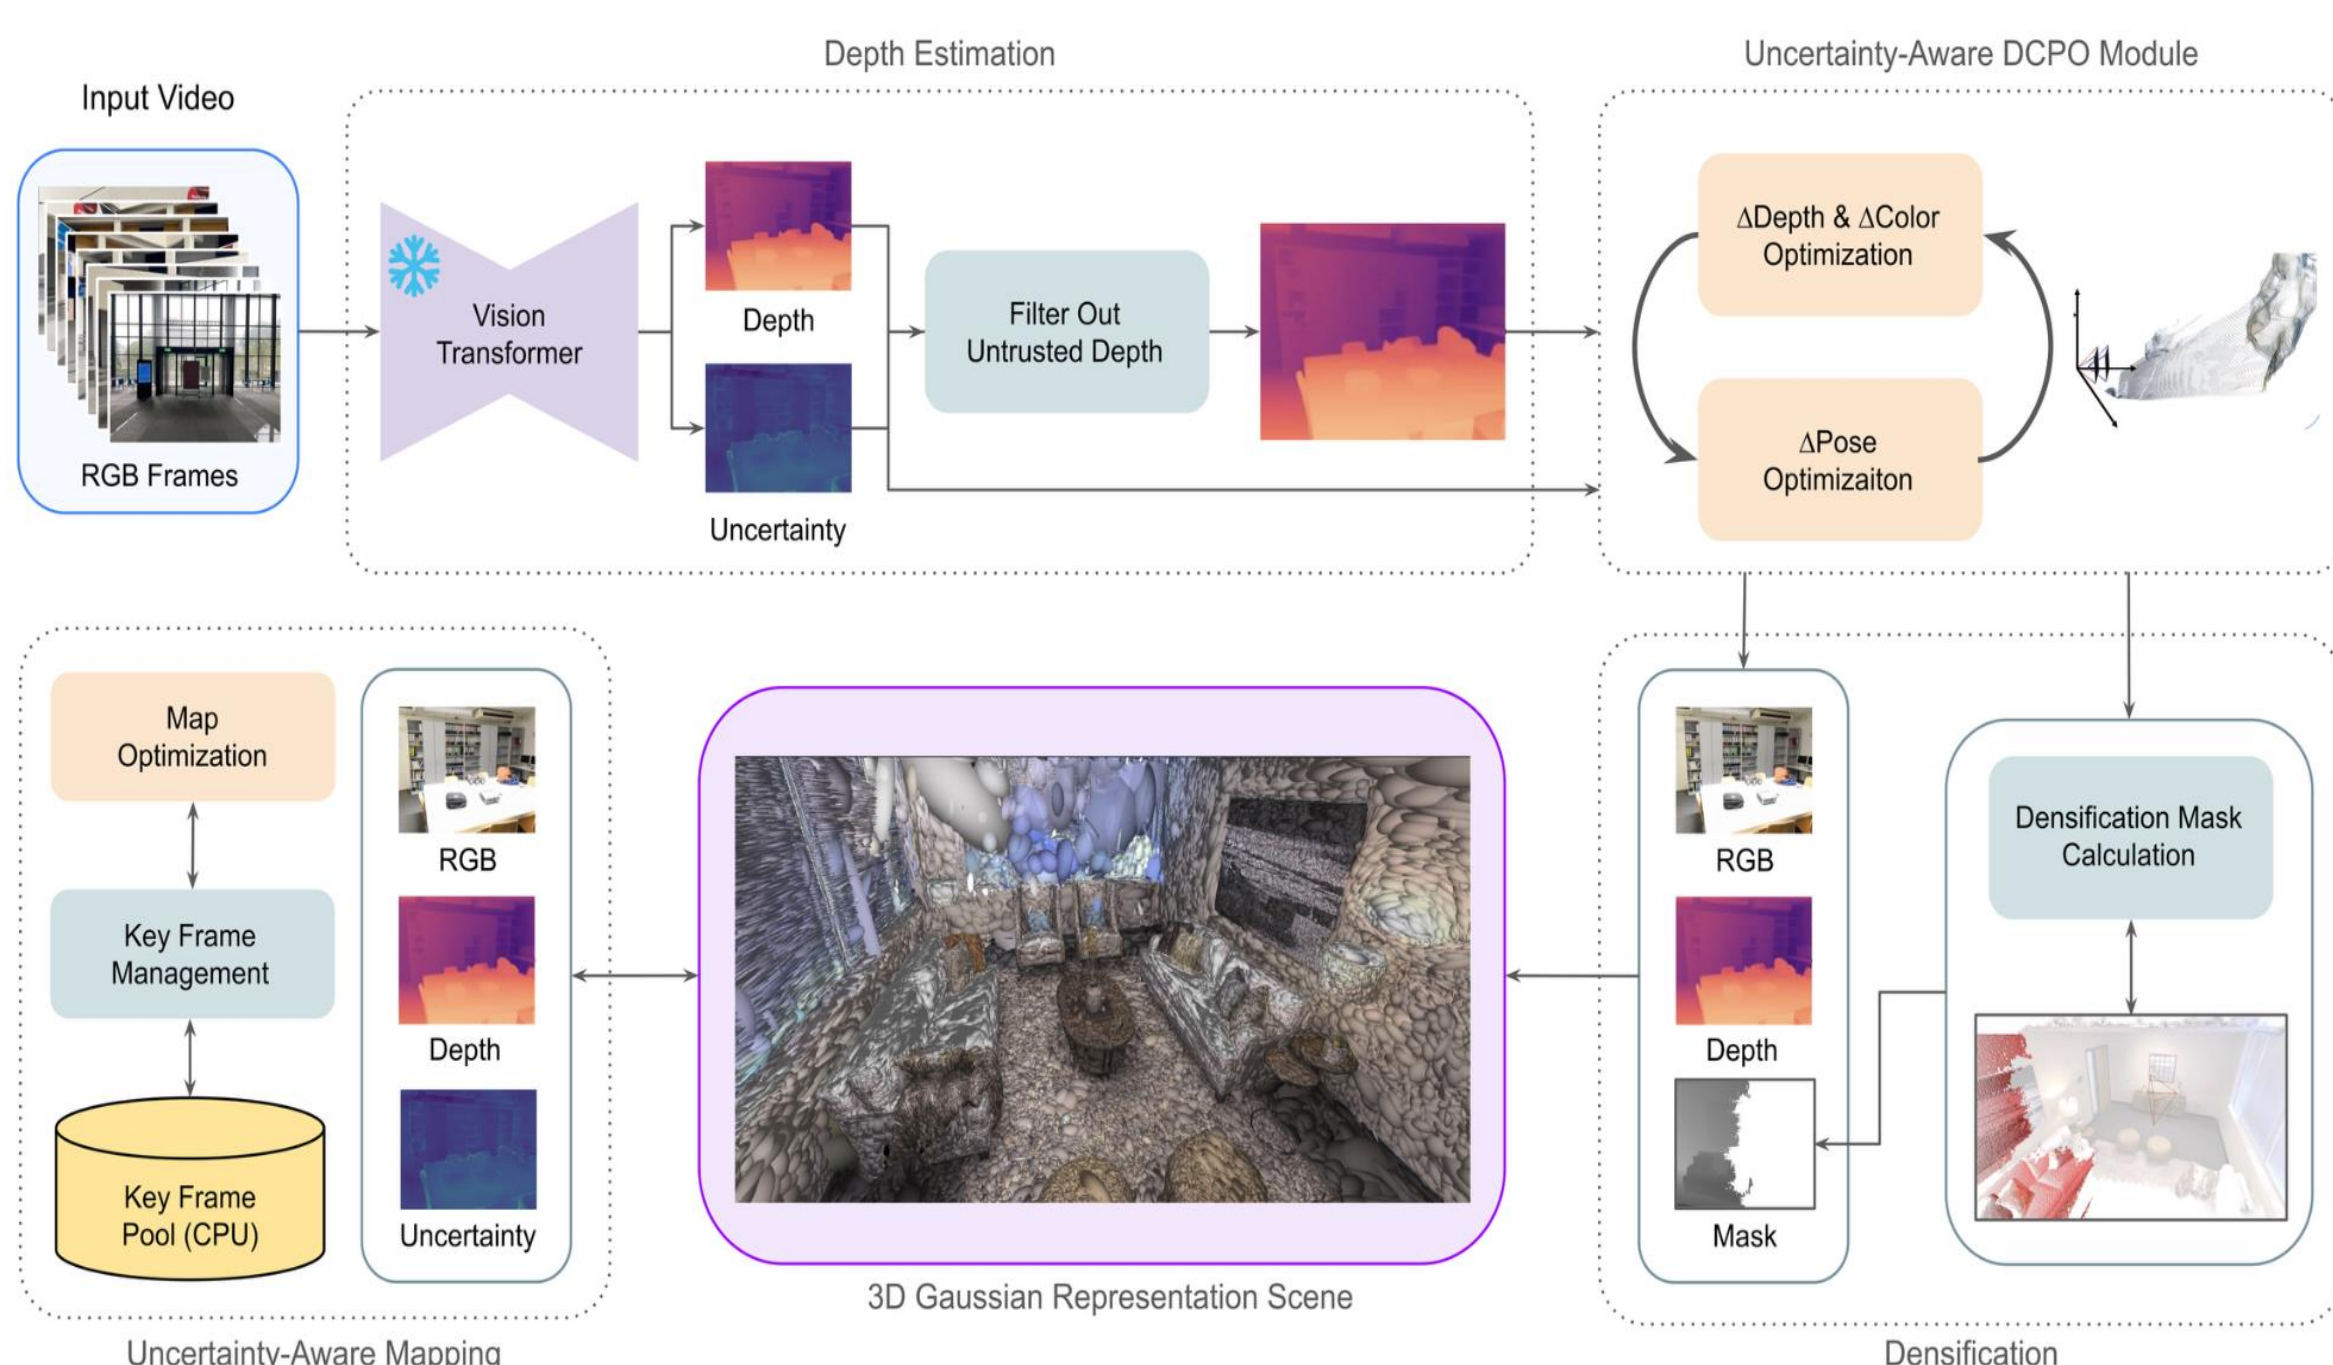 Depth Estimation
Uncertainty-Aware DCPO Module
Input Video
RGB Frames
Vision
Transformer
Depth
Uncertainty
Filter Out
Untrusted Depth
ΔDepth & ΔColor
Optimization
ΔPose
Optimizaiton
Map
Optimization
Key Frame
Management
Key Frame
Pool (CPU)
RGB
Depth
Uncertainty
Uncertainty-Aware Mapping
3D Gaussian Representation Scene
RGB
Depth
Mask
Densification Mask
Calculation
Densification